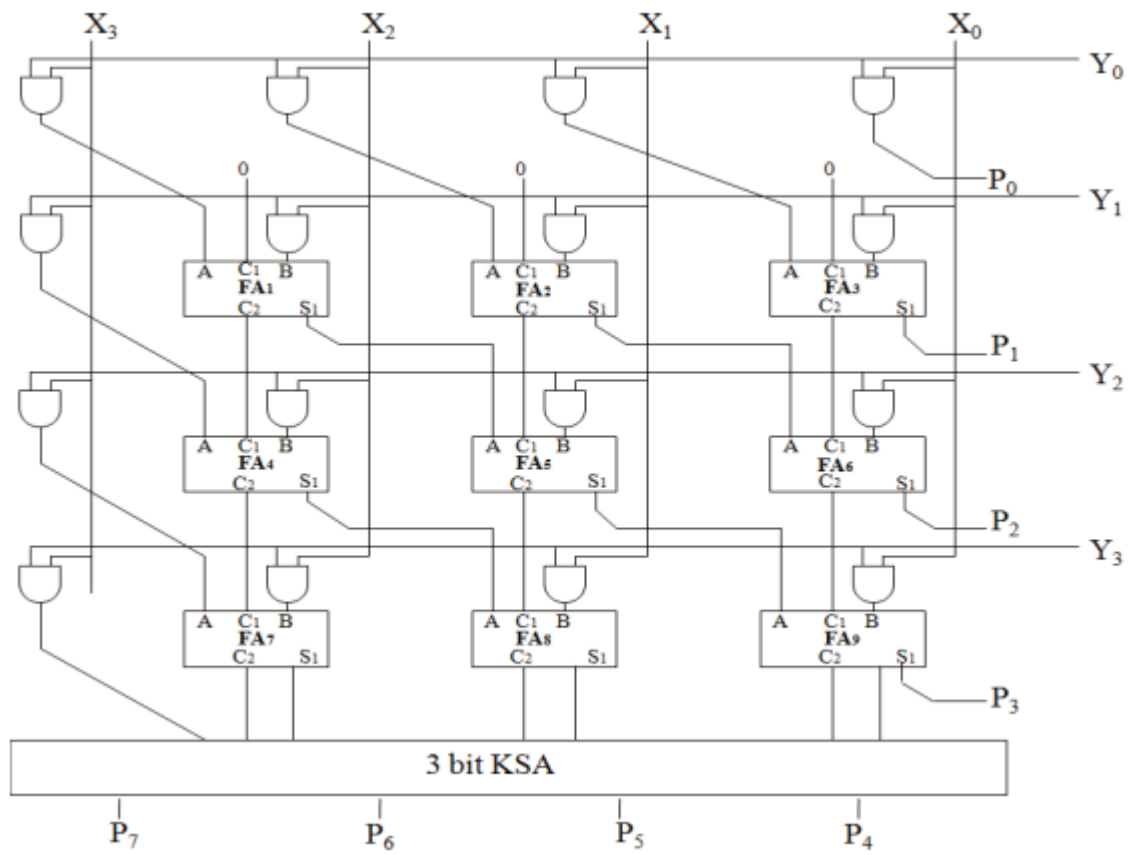 X₃ X₂ X₁ X₀
Y₀
0 0 0
P₀
Y₁
A C₁ B A C₁ B A C₁ B
FA₁ FA₂ FA₃
C₂ S₁ C₂ S₁ C₂ S₁
P₁
Y₂
A C₁ B A C₁ B A C₁ B
FA₄ FA₅ FA₆
C₂ S₁ C₂ S₁ C₂ S₁
P₂
Y₃
A C₁ B A C₁ B A C₁ B
FA₇ FA₈ FA₉
C₂ S₁ C₂ S₁ C₂ S₁
P₃
3 bit KSA
P₇ P₆ P₅ P₄